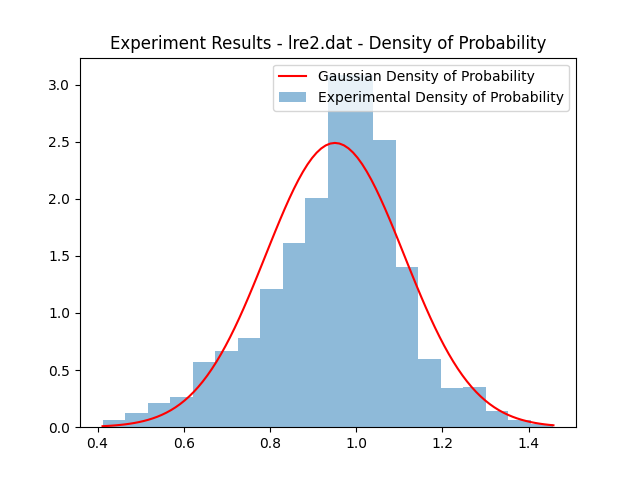 Experiment Results - lre2.dat - Density of Probability
Gaussian Density of Probability
Experimental Density of Probability
3.0
2.5
2.0
1.5
1.0
0.5
0.0
0.4 0.6 0.8 1.0 1.2 1.4